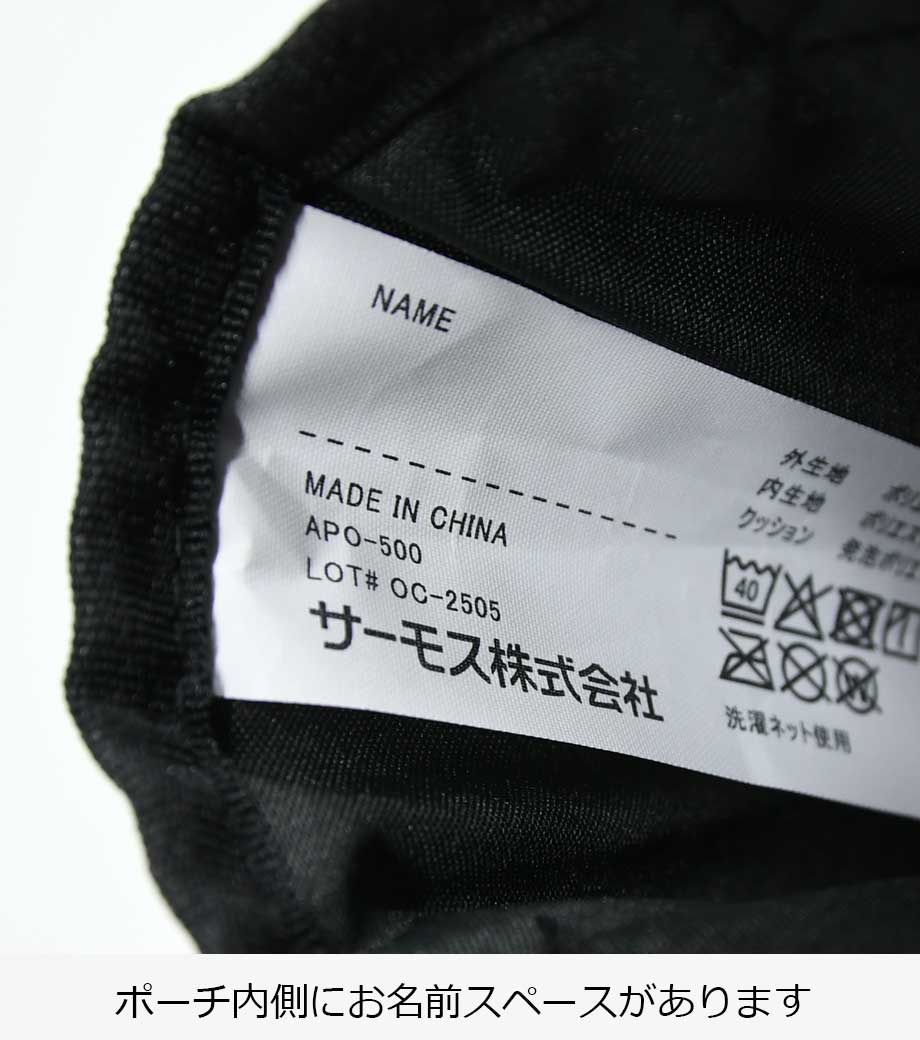 NAME
MADE IN CHINA
APO-500
LOT# OC-2505
サーモス株式会社
外生地
内生地
クッション
40
洗濯ネット使用
ポーチ内側にお名前スペースがあります